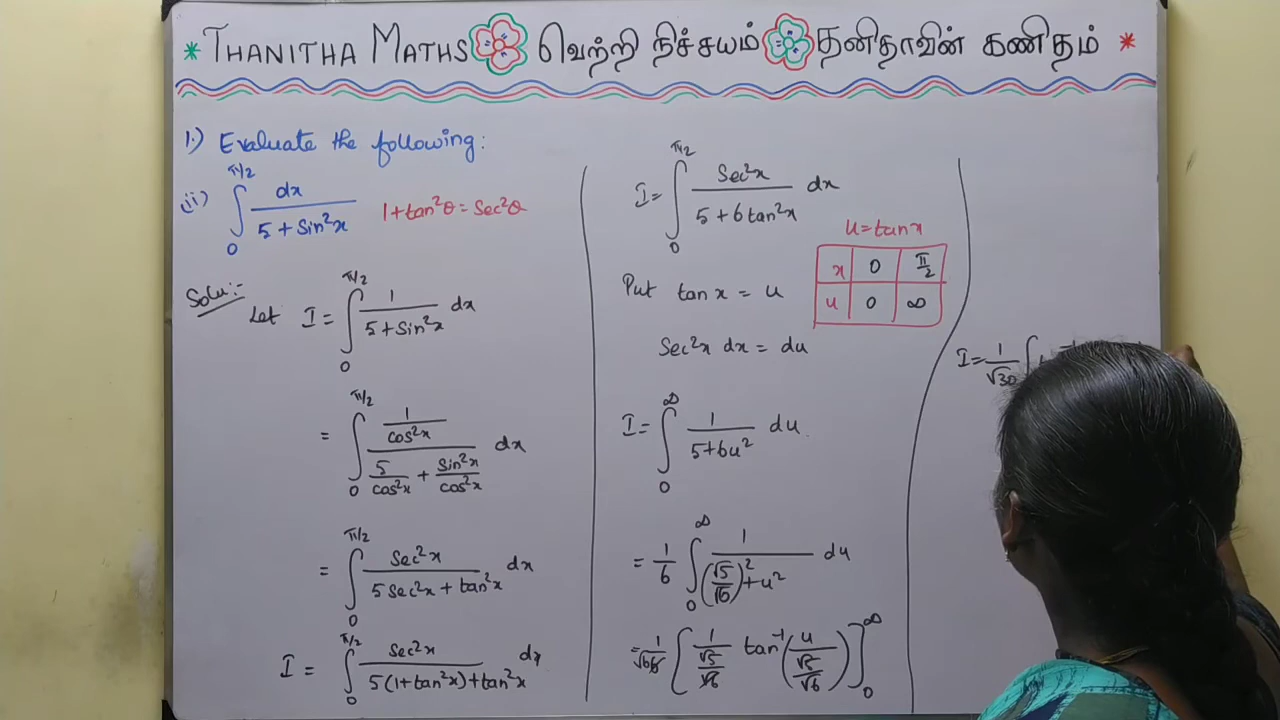 * THANITHA MATHS வெற்றி நிச்சயம் தனிதாவின் கணிதம் *
1.) Evaluate the following:
(ii) ∫₀^{π/2} dx / (5 + Sin²x) 1 + tan²θ = Sec²θ
Solu:-
Let I = ∫₀^{π/2} 1 / (5 + Sin²x) dx
= ∫₀^{π/2} (1/cos²x) / (5/cos²x + Sin²x/cos²x) dx
= ∫₀^{π/2} Sec²x / (5 Sec²x + tan²x) dx
I = ∫₀^{π/2} Sec²x / (5(1+tan²x) + tan²x) dx
I = ∫₀^{π/2} Sec²x / (5 + 6tan²x) dx
u = tan x
x 0 π/2
u 0 ∞
Put tan x = u
Sec²x dx = du
I = ∫₀^∞ 1 / (5 + 6u²) du.
= 1/6 ∫₀^∞ 1 / ((√5/√6)² + u²) du
= 1/√6√6 [ 1/(√5/√6) tan⁻¹( u/(√5/√6) ) ]₀^∞
I = 1/√30